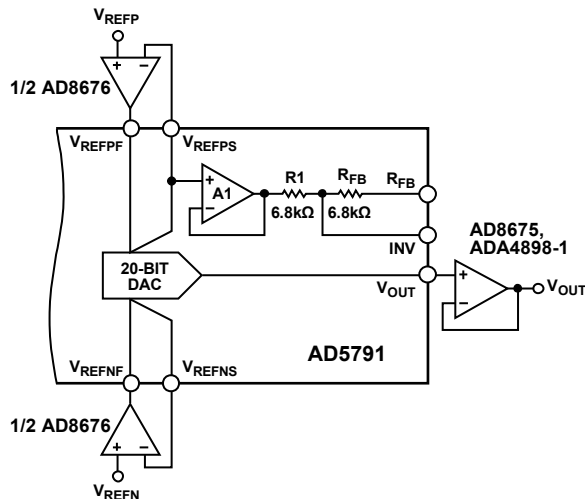 VREFP
+ −
1/2 AD8676
VREFPF VREFPS
+
−
A1
R1 RFB RFB
6.8kΩ 6.8kΩ
INV
20-BIT
DAC
VOUT
AD8675,
ADA4898-1
+
−
VOUT
AD5791
VREFNF VREFNS
1/2 AD8676
+ −
VREFN